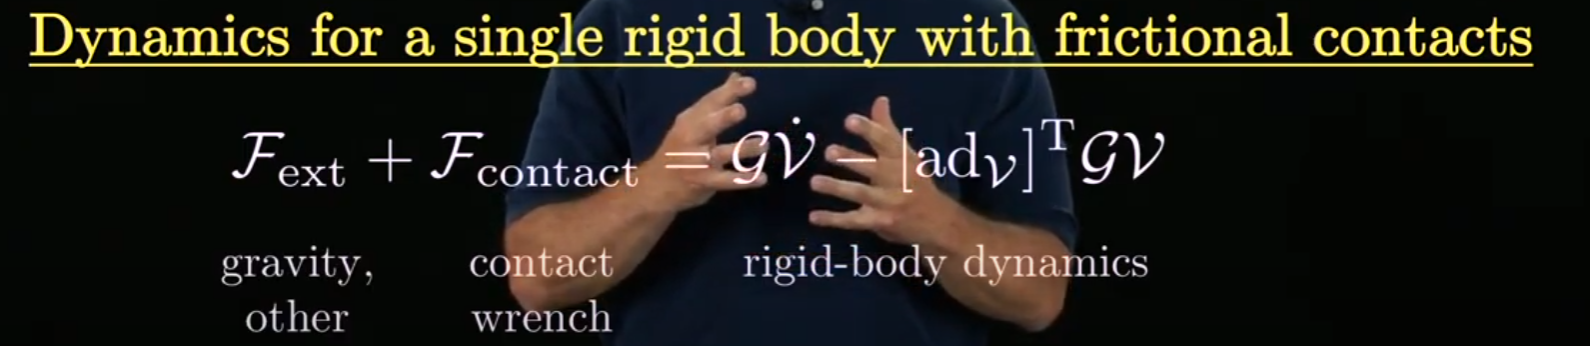 Dynamics for a single rigid body with frictional contacts
𝓕ext + 𝓕contact = 𝓖𝓥̇ − [ad𝓥]ᵀ𝓖𝓥
gravity, contact rigid-body dynamics
other wrench